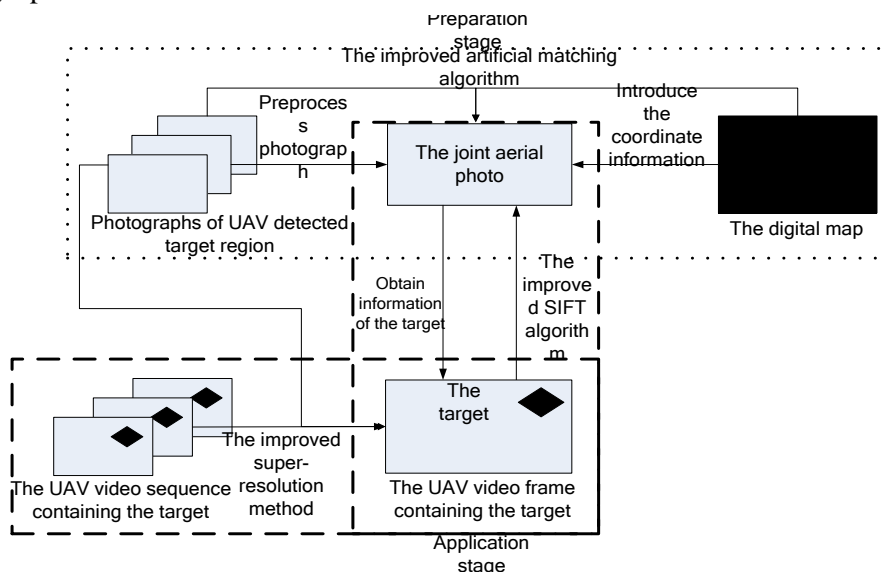 Preparation
stage
The improved artificial matching
algorithm
Preproces
s
photograp
h
Introduce
the
coordinate
information
The joint aerial
photo
Photographs of UAV detected
target region
The digital map
Obtain
information
of the target
The
improve
d SIFT
algorith
m
The
target
The improved
super-
resolution
method
The UAV video sequence
containing the target
The UAV video frame
containing the target
Application
stage